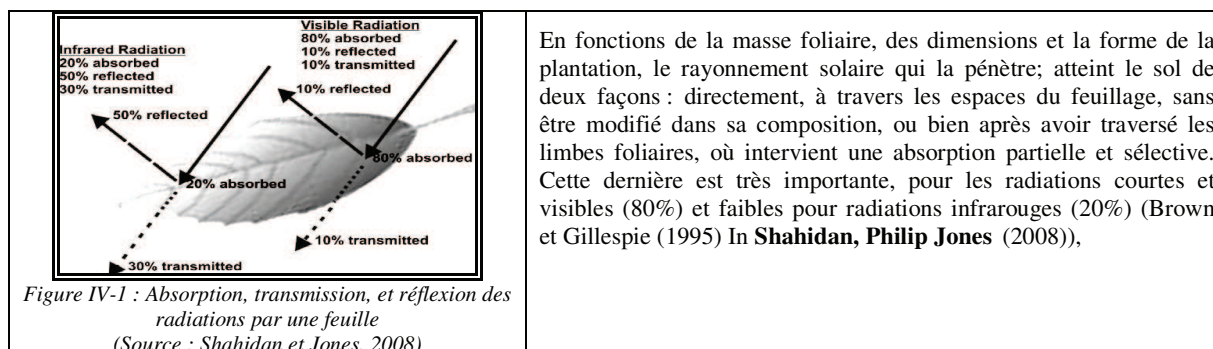 Visible Radiation
80% absorbed
10% reflected
10% transmitted
Infrared Radiation
20% absorbed
50% reflected
30% transmitted
10% reflected
50% reflected
80% absorbed
20% absorbed
10% transmitted
30% transmitted
Figure IV-1 : Absorption, transmission, et réflexion des
radiations par une feuille
(Source : Shahidan et Jones, 2008)
En fonctions de la masse foliaire, des dimensions et la forme de la
plantation, le rayonnement solaire qui la pénètre; atteint le sol de
deux façons : directement, à travers les espaces du feuillage, sans
être modifié dans sa composition, ou bien après avoir traversé les
limbes foliaires, où intervient une absorption partielle et sélective.
Cette dernière est très importante, pour les radiations courtes et
visibles (80%) et faibles pour radiations infrarouges (20%) (Brown
et Gillespie (1995) In Shahidan, Philip Jones (2008)),